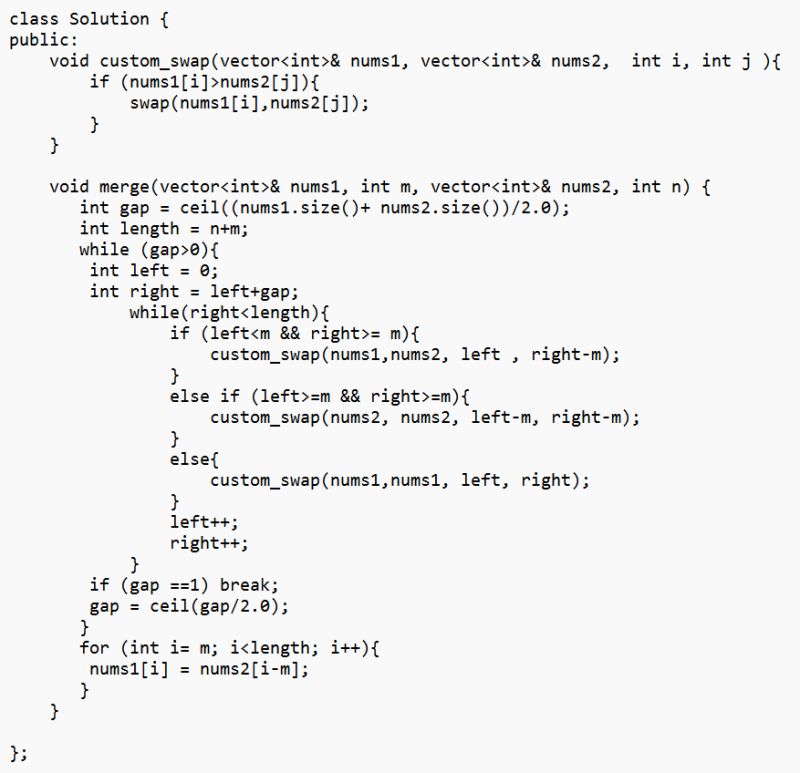 class Solution {
public:
    void custom_swap(vector<int>& nums1, vector<int>& nums2,  int i, int j ){
        if (nums1[i]>nums2[j]){
            swap(nums1[i],nums2[j]);
        }
    }

    void merge(vector<int>& nums1, int m, vector<int>& nums2, int n) {
       int gap = ceil((nums1.size()+ nums2.size())/2.0);
       int length = n+m;
       while (gap>0){
        int left = 0;
        int right = left+gap;
            while(right<length){
                if (left<m && right>= m){
                    custom_swap(nums1,nums2, left , right-m);
                }
                else if (left>=m && right>=m){
                    custom_swap(nums2, nums2, left-m, right-m);
                }
                else{
                    custom_swap(nums1,nums1, left, right);
                }
                left++;
                right++;
            }
        if (gap ==1) break;
        gap = ceil(gap/2.0);
       }
       for (int i= m; i<length; i++){
        nums1[i] = nums2[i-m];
       }
    }

};